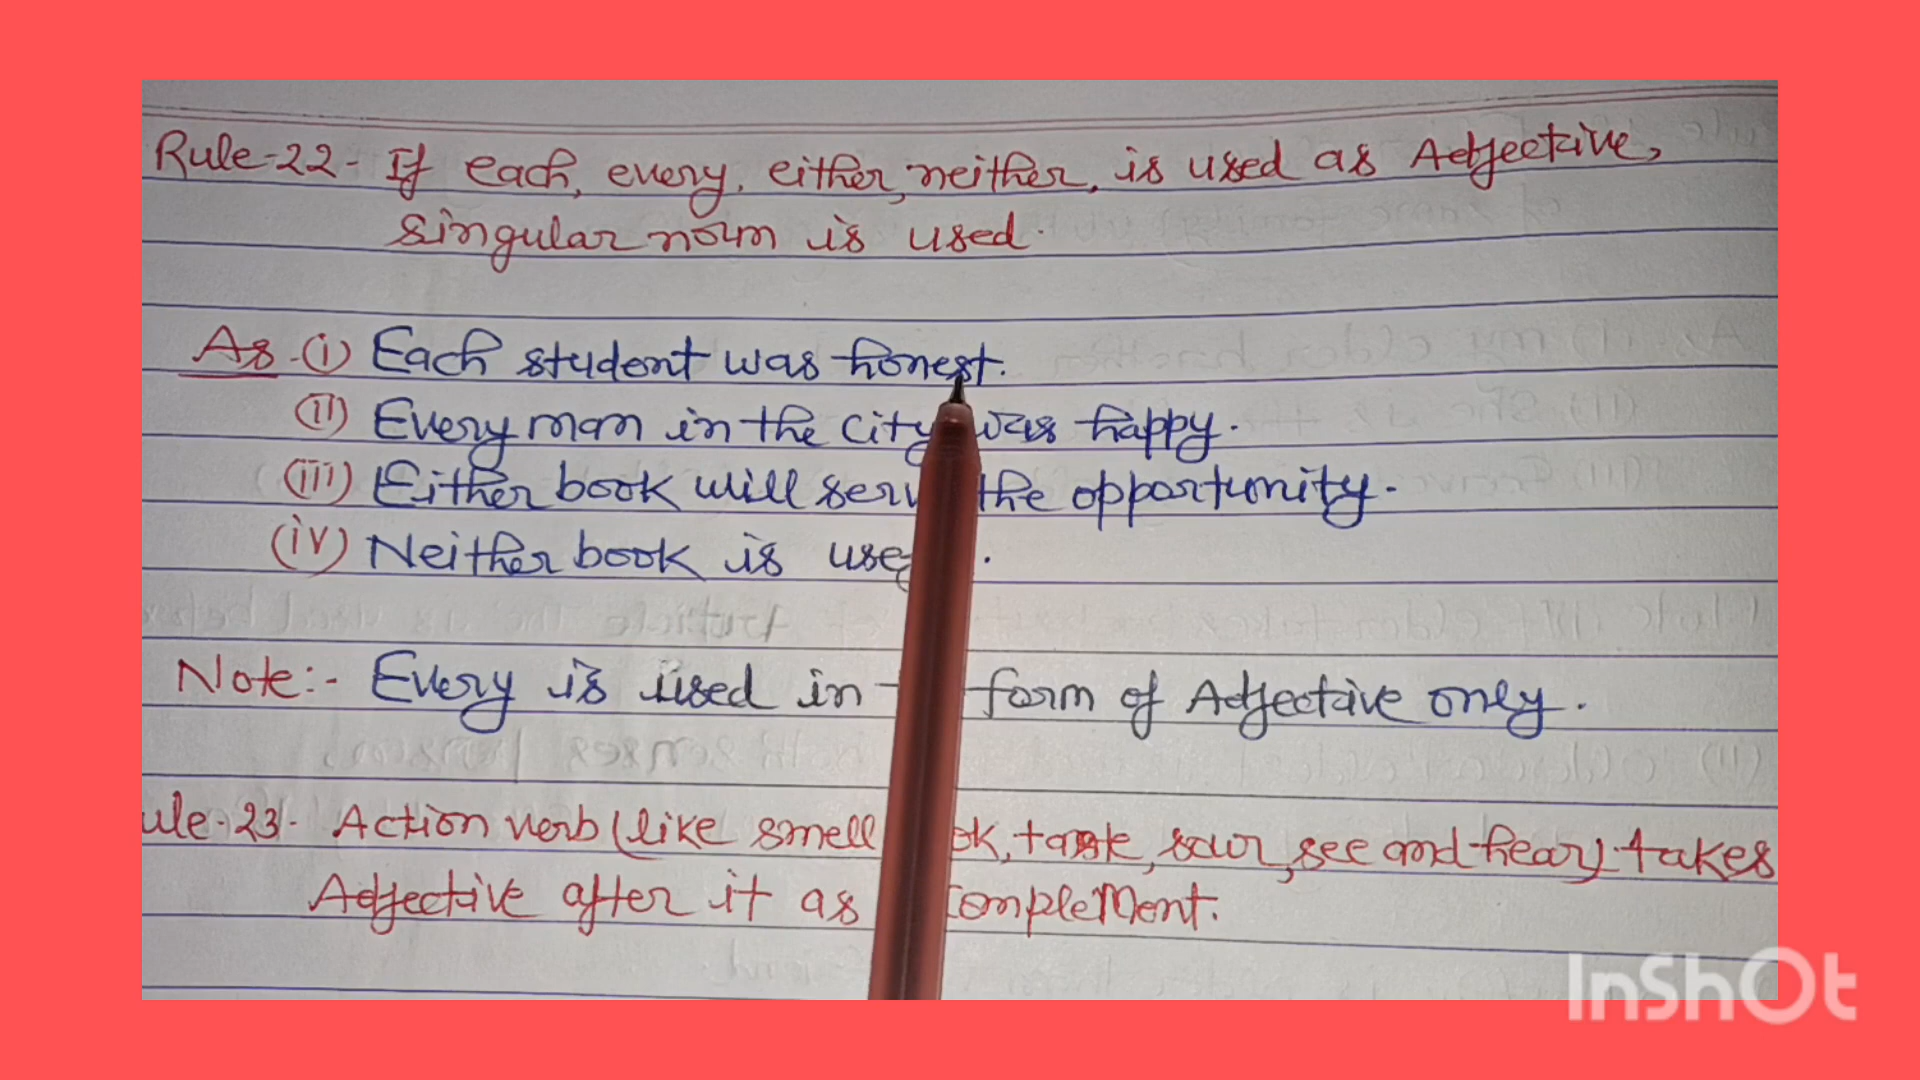 Rule-22- If each, every, either, neither, is used as Adjective,
singular noun is used.
As-(i) Each student was honest.
(ii) Every man in the city was happy.
(iii) Either book will serv the opportunity.
(iv) Neither book is use .
Note:- Every is used in form of Adjective only.
ule-23- Action verb (like smell ok, taste, sour, see and hear) takes
Adjective after it as complement.
InShOt